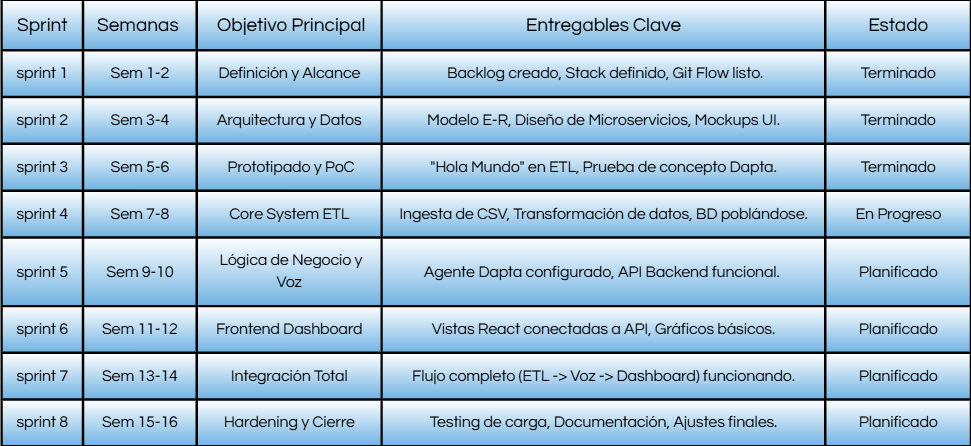 Sprint Semanas Objetivo Principal Entregables Clave Estado
sprint 1 Sem 1-2 Definición y Alcance Backlog creado, Stack definido, Git Flow listo. Terminado
sprint 2 Sem 3-4 Arquitectura y Datos Modelo E-R, Diseño de Microservicios, Mockups UI. Terminado
sprint 3 Sem 5-6 Prototipado y PoC "Hola Mundo" en ETL, Prueba de concepto Dapta. Terminado
sprint 4 Sem 7-8 Core System ETL Ingesta de CSV, Transformación de datos, BD poblándose. En Progreso
sprint 5 Sem 9-10 Lógica de Negocio y
Voz Agente Dapta configurado, API Backend funcional. Planificado
sprint 6 Sem 11-12 Frontend Dashboard Vistas React conectadas a API, Gráficos básicos. Planificado
sprint 7 Sem 13-14 Integración Total Flujo completo (ETL -> Voz -> Dashboard) funcionando. Planificado
sprint 8 Sem 15-16 Hardening y Cierre Testing de carga, Documentación, Ajustes finales. Planificado